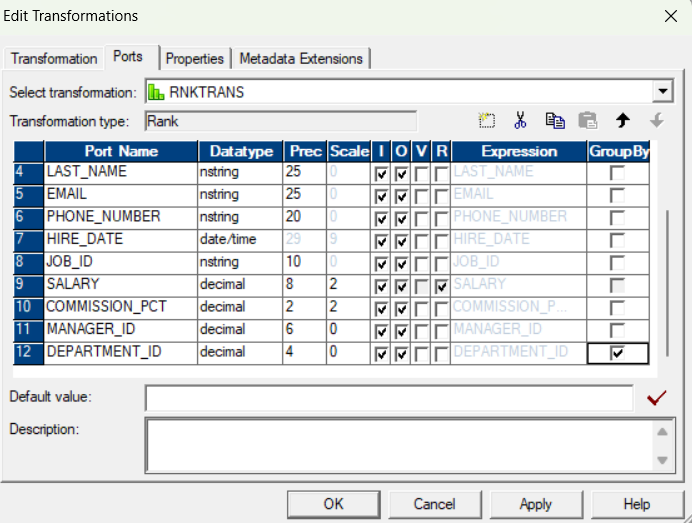 Edit Transformations
Transformation Ports Properties Metadata Extensions
Select transformation: RNKTRANS
Transformation type: Rank
Port Name Datatype Prec Scale I O V R Expression GroupBy
4 LAST_NAME nstring 25 0 LAST_NAME
5 EMAIL nstring 25 0 EMAIL
6 PHONE_NUMBER nstring 20 0 PHONE_NUMBER
7 HIRE_DATE date/time 29 9 HIRE_DATE
8 JOB_ID nstring 10 0 JOB_ID
9 SALARY decimal 8 2 SALARY
10 COMMISSION_PCT decimal 2 2 COMMISSION_P...
11 MANAGER_ID decimal 6 0 MANAGER_ID
12 DEPARTMENT_ID decimal 4 0 DEPARTMENT_ID
Default value:
Description:
OK Cancel Apply Help